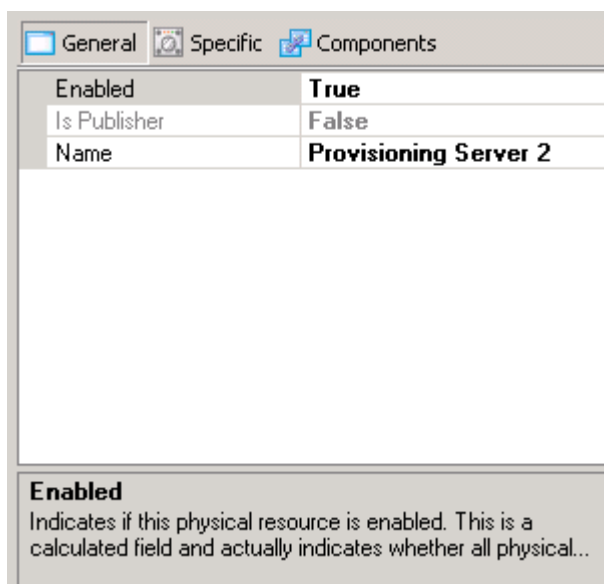 General Specific Components
Enabled True
Is Publisher False
Name Provisioning Server 2
Enabled
Indicates if this physical resource is enabled. This is a
calculated field and actually indicates whether all physical...